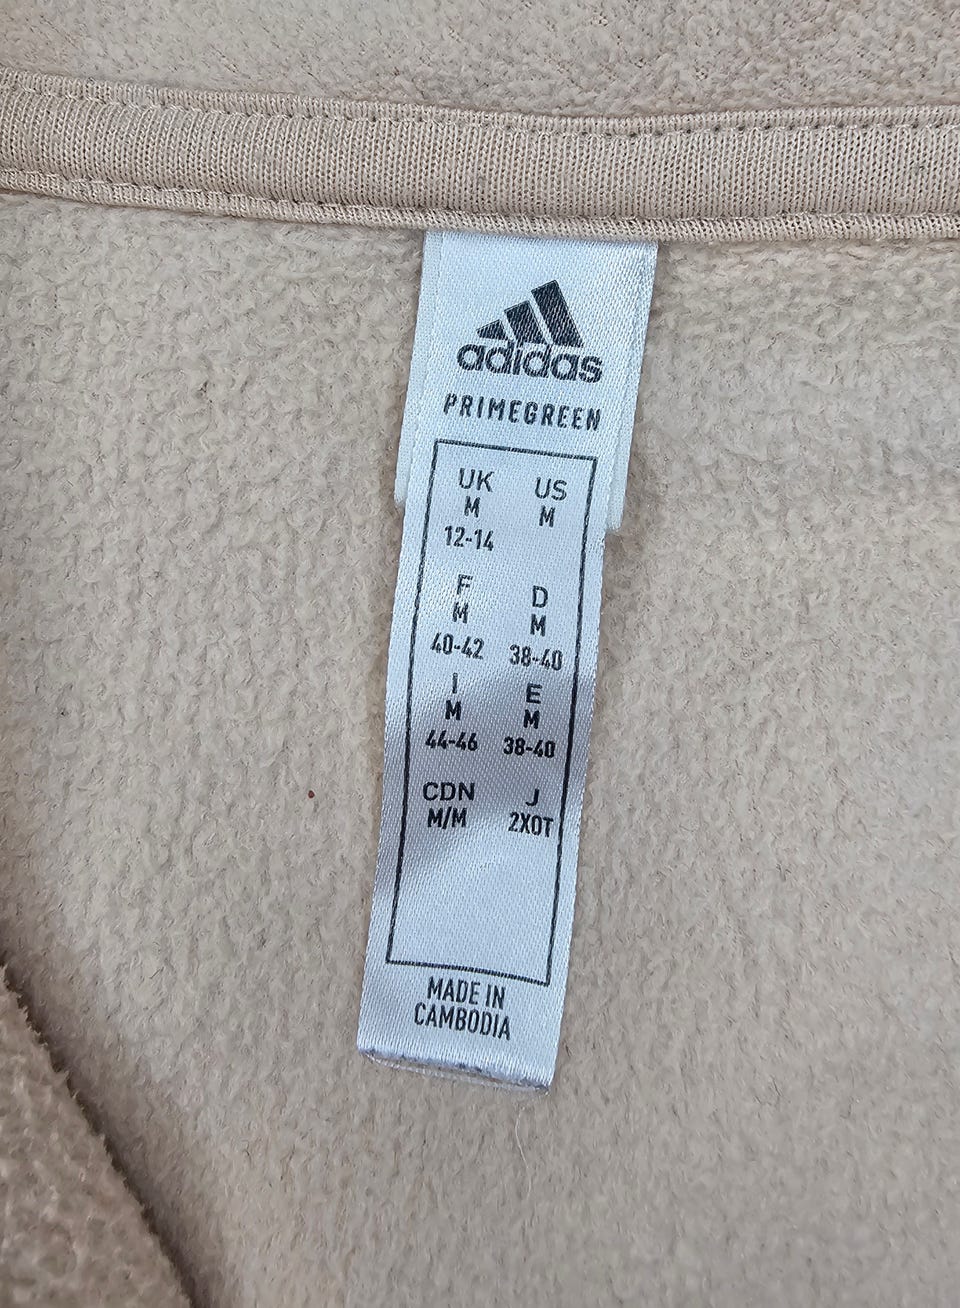 adidas
PRIMEGREEN
UK US
M M
12-14
F D
M M
40-42 38-40
I E
M M
44-46 38-40
CDN J
M/M 2XOT
MADE IN
CAMBODIA